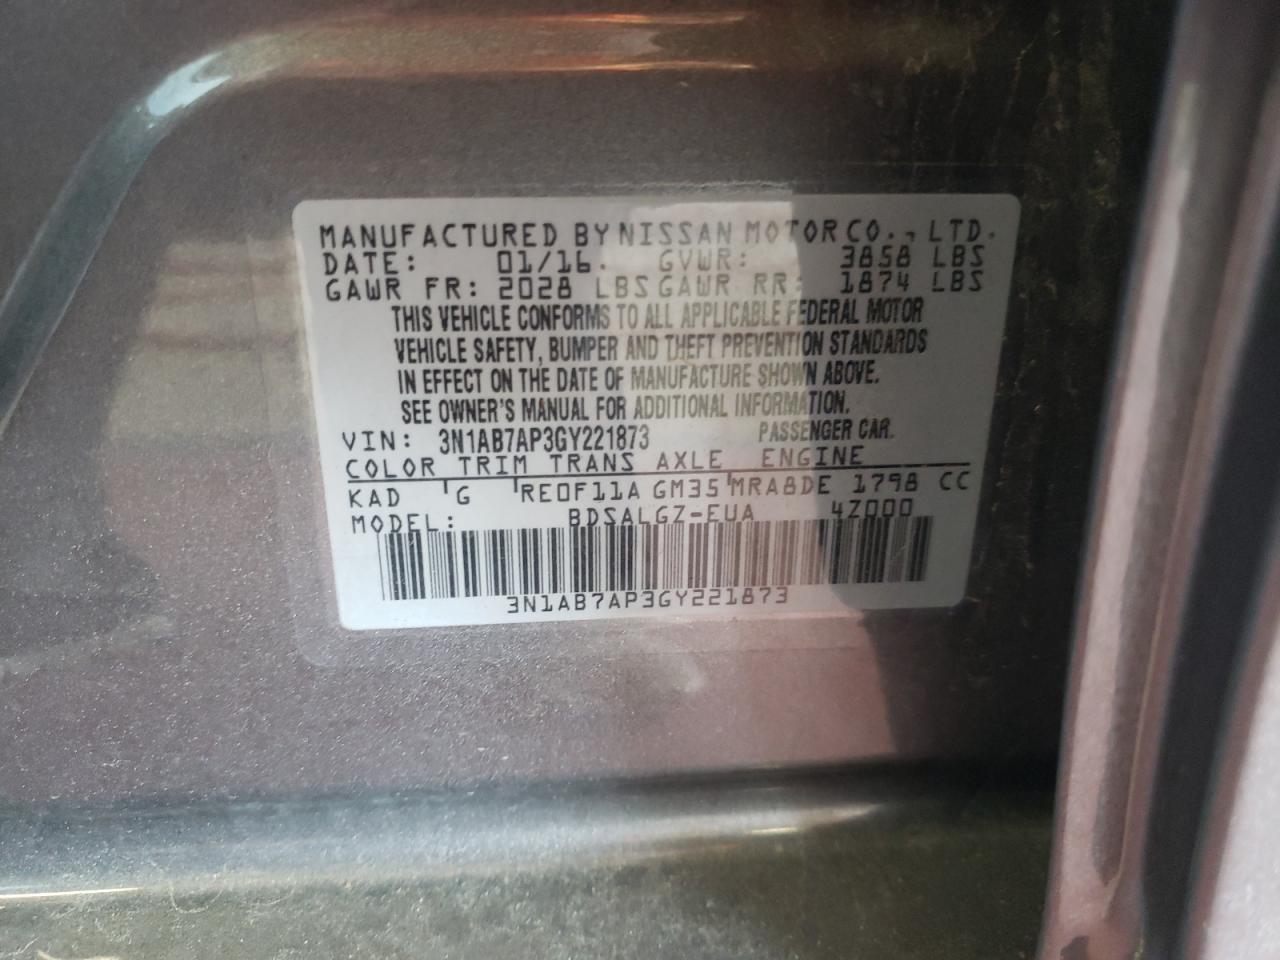 MANUFACTURED BY NISSAN MOTOR CO., LTD.
DATE: 01/16. GVWR: 3858 LBS
GAWR FR: 2028 LBS GAWR RR: 1874 LBS
THIS VEHICLE CONFORMS TO ALL APPLICABLE FEDERAL MOTOR
VEHICLE SAFETY, BUMPER AND THEFT PREVENTION STANDARDS
IN EFFECT ON THE DATE OF MANUFACTURE SHOWN ABOVE.
SEE OWNER'S MANUAL FOR ADDITIONAL INFORMATION.
VIN: 3N1AB7AP3GY221873 PASSENGER CAR.
COLOR TRIM TRANS AXLE ENGINE
KAD G RE0F11A GM35 MRA8DE 1798 CC
MODEL: BDSALGZ-EUA 4Z000
3N1AB7AP3GY221873